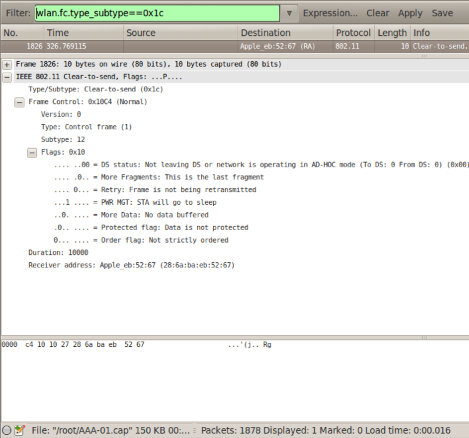 Filter: wlan.fc.type_subtype==0x1c Expression... Clear Apply Save
No. Time Source Destination Protocol Length Info
1826 326.769115 Apple_eb:52:67 (RA) 802.11 10 Clear-to-send,
Frame 1826: 10 bytes on wire (80 bits), 10 bytes captured (80 bits)
IEEE 802.11 Clear-to-send, Flags: ...P....
Type/Subtype: Clear-to-send (0x1c)
Frame Control: 0x10C4 (Normal)
Version: 0
Type: Control frame (1)
Subtype: 12
Flags: 0x10
.... ..00 = DS status: Not leaving DS or network is operating in AD-HOC mode (To DS: 0 From DS: 0) (0x00)
.... .0.. = More Fragments: This is the last fragment
.... 0... = Retry: Frame is not being retransmitted
...1 .... = PWR MGT: STA will go to sleep
..0. .... = More Data: No data buffered
.0.. .... = Protected flag: Data is not protected
0... .... = Order flag: Not strictly ordered
Duration: 10000
Receiver address: Apple_eb:52:67 (28:6a:ba:eb:52:67)
0000 c4 10 10 27 28 6a ba eb 52 67 ...'(j.. Rg
File: "/root/AAA-01.cap" 150 KB 00:... Packets: 1878 Displayed: 1 Marked: 0 Load time: 0:00.016